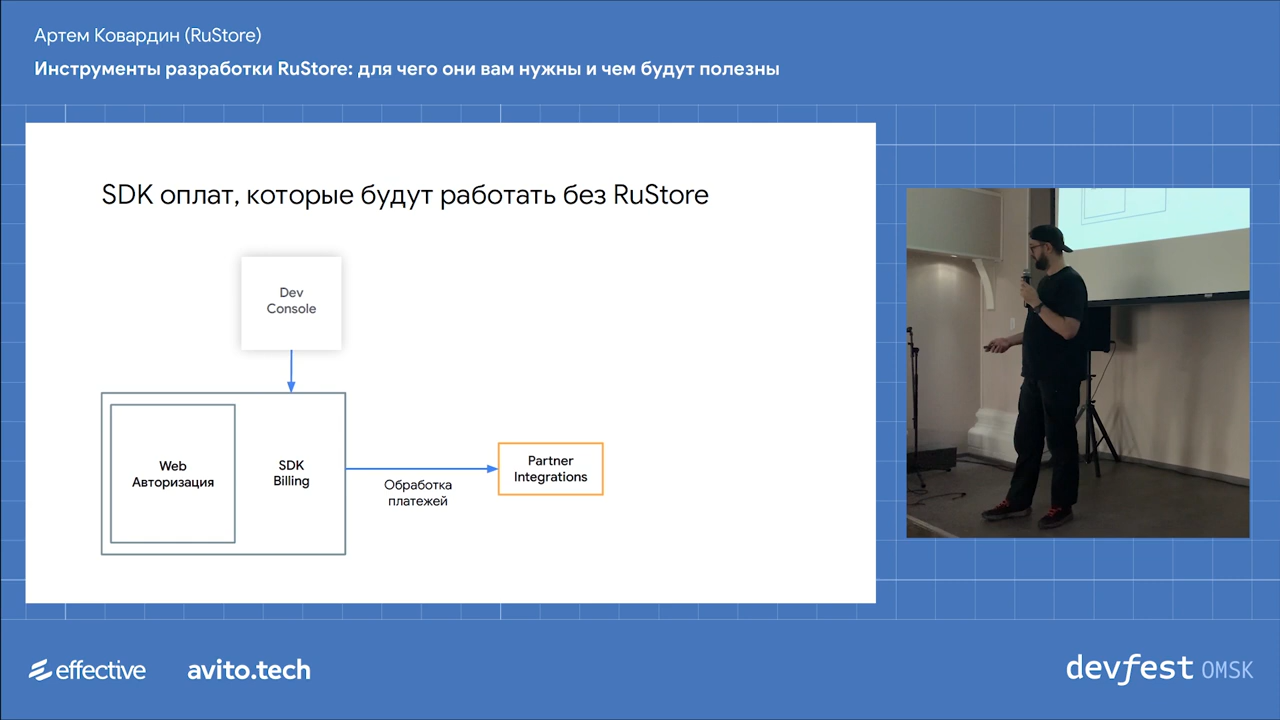 Артем Ковардин (RuStore)
Инструменты разработки RuStore: для чего они вам нужны и чем будут полезны
SDK оплат, которые будут работать без RuStore
Dev
Console
Web
Авторизация
SDK
Billing
Обработка
платежей
Partner
Integrations
effective
avito.tech
devfest OMSK